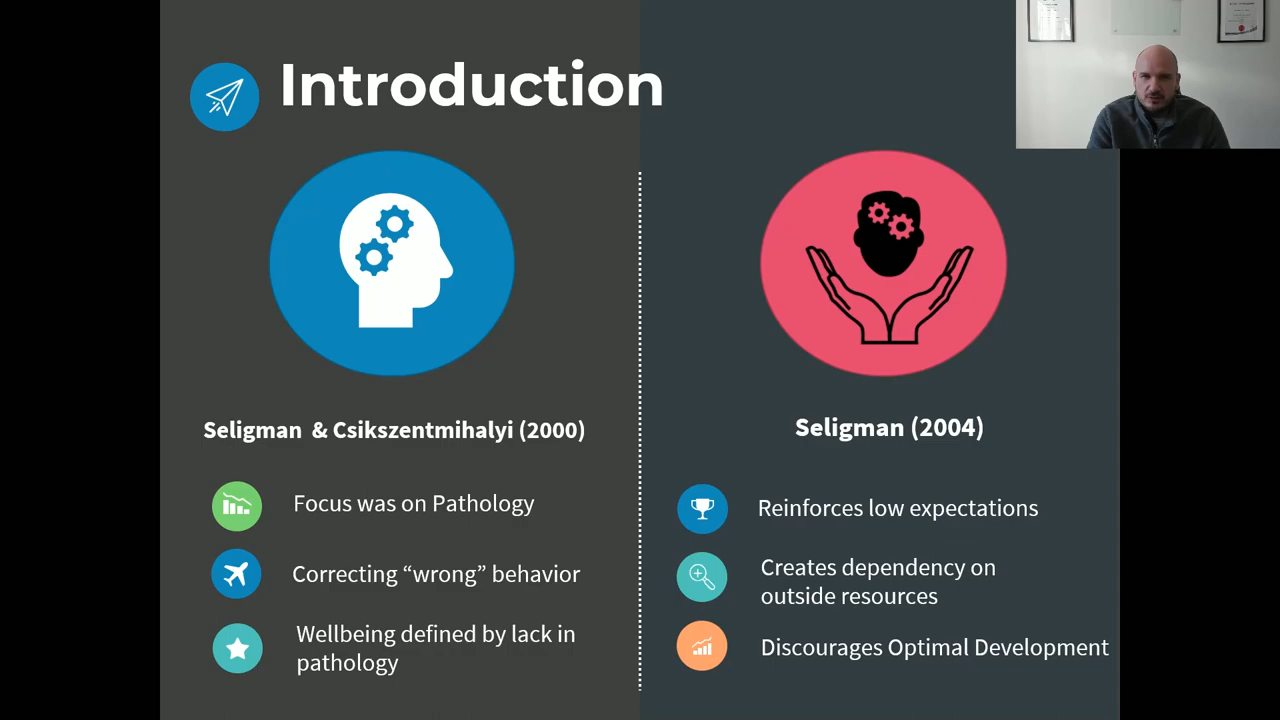 Introduction
Seligman & Csikszentmihalyi (2000)
Focus was on Pathology
Correcting “wrong” behavior
Wellbeing defined by lack in
pathology
Seligman (2004)
Reinforces low expectations
Creates dependency on
outside resources
Discourages Optimal Development